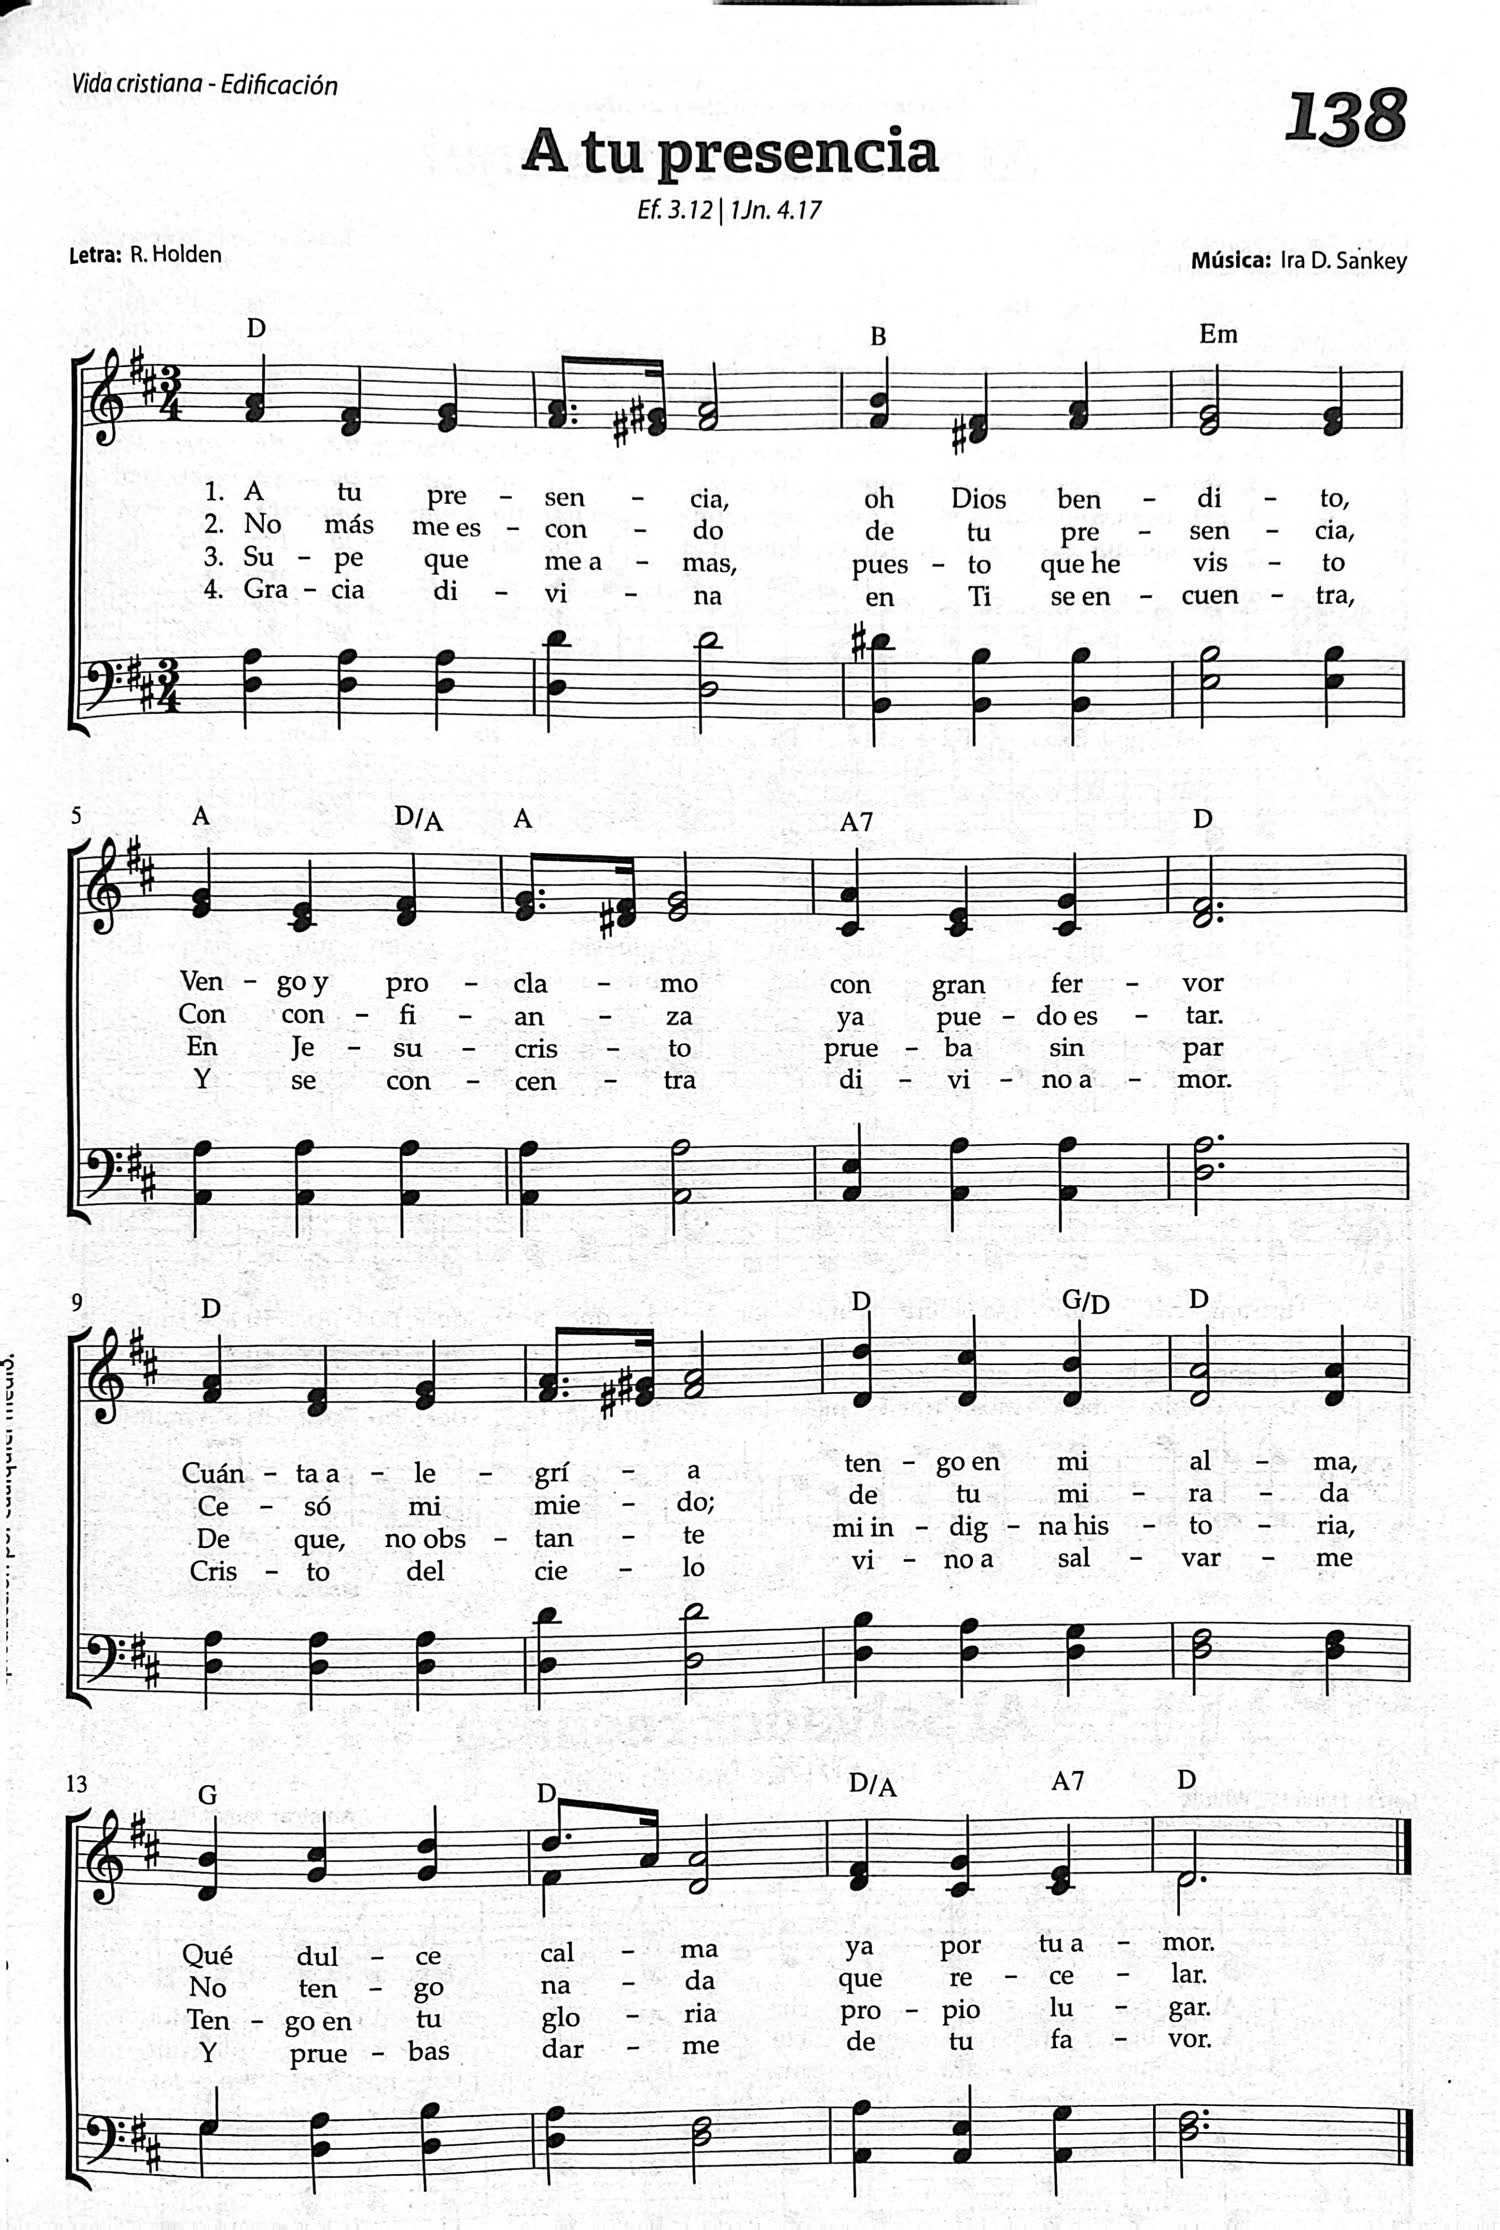 Vida cristiana - Edificación
138
A tu presencia
Ef. 3.12 | 1Jn. 4.17
Letra: R. Holden
Música: Ira D. Sankey
D B Em
3 4
1. A tu pre – sen – cia, oh Dios ben – di – to,
2. No más me es – con – do de tu pre – sen – cia,
3. Su – pe que me a – mas, pues – to que he vis – to
4. Gra – cia di – vi – na en Ti se en – cuen – tra,
3 4
5 A D/A A A7 D
Ven – go y pro – cla – mo con gran fer – vor
Con con – fi – an – za ya pue – do es – tar.
En Je – su – cris – to prue – ba sin par
Y se con – cen – tra di – vi – no a – mor.
9 D D G/D D
Cuán – ta a – le – grí – a ten – go en mi al – ma,
Ce – só mi mie – do; de tu mi – ra – da
De que, no obs – tan – te mi in – dig – na his – to – ria,
Cris – to del cie – lo vi – no a sal – var – me
13 G D D/A A7 D
Qué dul – ce cal – ma ya por tu a – mor.
No ten – go na – da que re – ce – lar.
Ten – go en tu glo – ria pro – pio lu – gar.
Y prue – bas dar – me de tu fa – vor.
por cualquier medio.